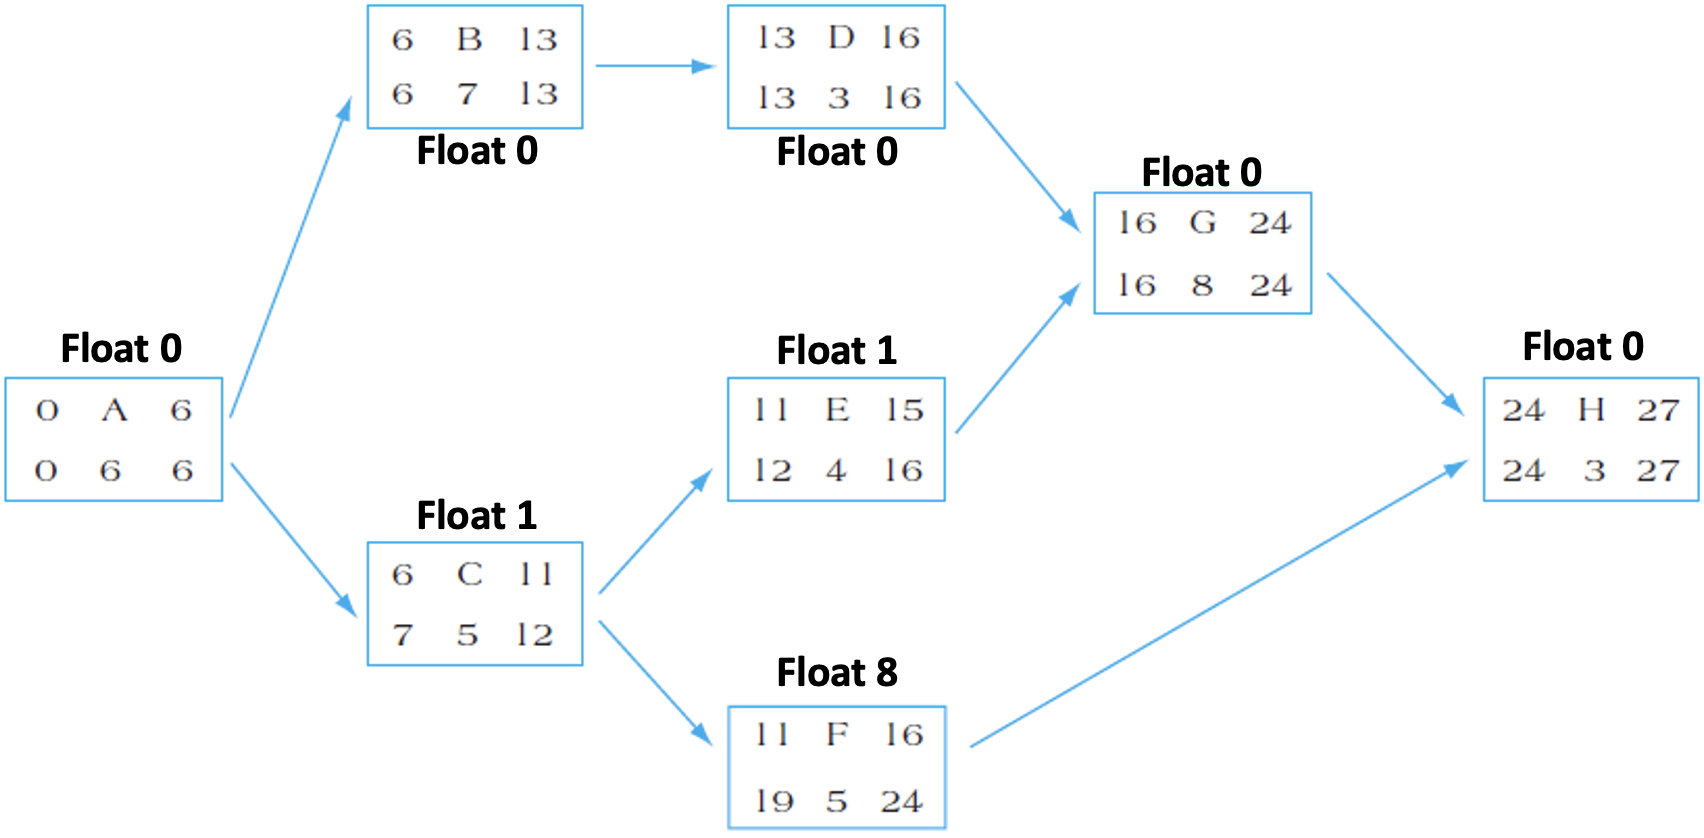 6 B 13
6 7 13
Float 0
13 D 16
13 3 16
Float 0
Float 0
16 G 24
16 8 24
Float 0
0 A 6
0 6 6
Float 1
11 E 15
12 4 16
Float 0
24 H 27
24 3 27
Float 1
6 C 11
7 5 12
Float 8
11 F 16
19 5 24